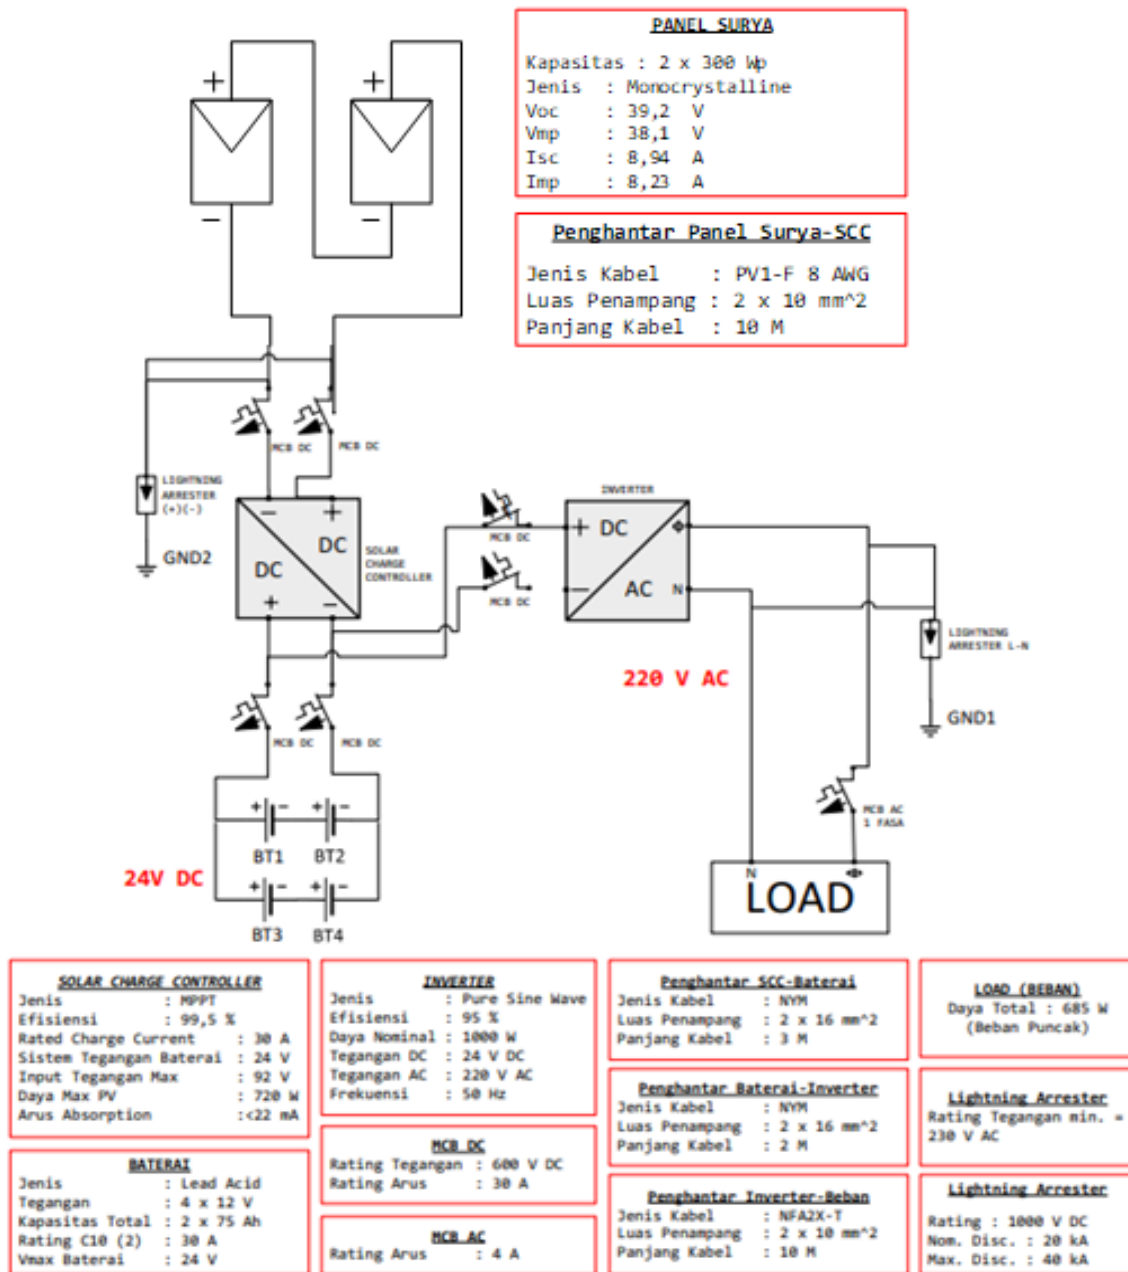 PANEL SURYA
Kapasitas : 2 x 300 Wp
Jenis : Monocrystalline
Voc : 39,2 V
Vmp : 38,1 V
Isc : 8,94 A
Imp : 8,23 A
Penghantar Panel Surya-SCC
Jenis Kabel : PV1-F 8 AWG
Luas Penampang : 2 x 10 mm^2
Panjang Kabel : 10 M
+
+
−
−
MCB DC
MCB DC
LIGHTNING
ARRESTER
(+)(-)
GND2
− +
DC
DC
+ −
SOLAR
CHARGE
CONTROLLER
MCB DC
MCB DC
INVERTER
+ DC Φ
− AC N
220 V AC
LIGHTNING
ARRESTER L-N
GND1
MCB DC
MCB DC
+ − + −
BT1 BT2
24V DC
+ − + −
BT3 BT4
MCB AC
1 FASA
N Φ
LOAD
SOLAR CHARGE CONTROLLER
Jenis : MPPT
Efisiensi : 99,5 %
Rated Charge Current : 30 A
Sistem Tegangan Baterai : 24 V
Input Tegangan Max : 92 V
Daya Max PV : 720 W
Arus Absorption :<22 mA
BATERAI
Jenis : Lead Acid
Tegangan : 4 x 12 V
Kapasitas Total : 2 x 75 Ah
Rating C10 (2) : 30 A
Vmax Baterai : 24 V
INVERTER
Jenis : Pure Sine Wave
Efisiensi : 95 %
Daya Nominal : 1000 W
Tegangan DC : 24 V DC
Tegangan AC : 220 V AC
Frekuensi : 50 Hz
MCB DC
Rating Tegangan : 600 V DC
Rating Arus : 30 A
MCB AC
Rating Arus : 4 A
Penghantar SCC-Baterai
Jenis Kabel : NYM
Luas Penampang : 2 x 16 mm^2
Panjang Kabel : 3 M
Penghantar Baterai-Inverter
Jenis Kabel : NYM
Luas Penampang : 2 x 16 mm^2
Panjang Kabel : 2 M
Penghantar Inverter-Beban
Jenis Kabel : NFA2X-T
Luas Penampang : 2 x 10 mm^2
Panjang Kabel : 10 M
LOAD (BEBAN)
Daya Total : 685 W
(Beban Puncak)
Lightning Arrester
Rating Tegangan min. =
230 V AC
Lightning Arrester
Rating : 1000 V DC
Nom. Disc. : 20 kA
Max. Disc. : 40 kA